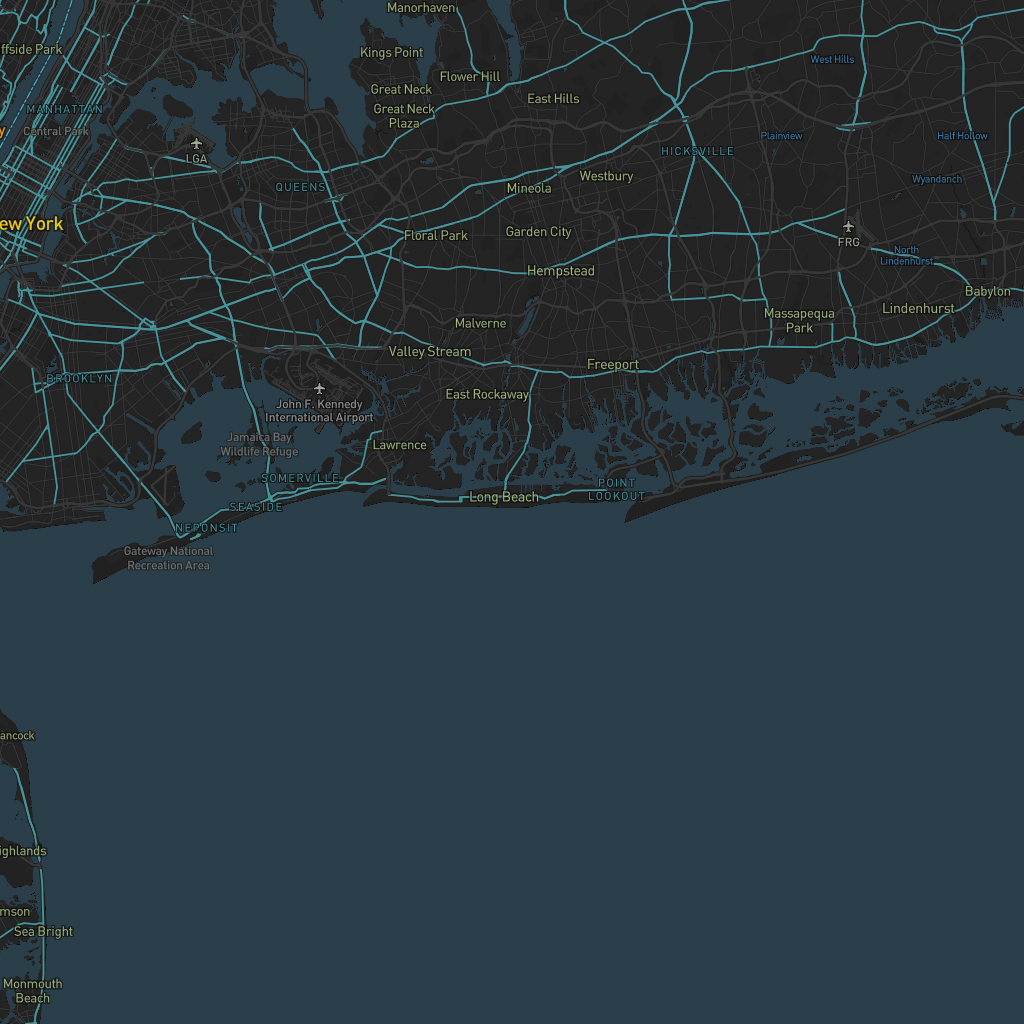 Manorhaven
ffside Park
Kings Point
West Hills
Flower Hill
Great Neck
East Hills
MANHATTAN
Great Neck
Plaza
Central Park
y
Plainview
Half Hollow
LGA
HICKSVILLE
QUEENS
Mineola
Westbury
Wyandanch
ew York
Floral Park
Garden City
FRG
North
Lindenhurst
Hempstead
Babylon
Lindenhurst
Massapequa
Park
Malverne
Valley Stream
Freeport
BROOKLYN
East Rockaway
John F. Kennedy
International Airport
Jamaica Bay
Wildlife Refuge
Lawrence
SOMERVILLE
POINT
LOOKOUT
Long Beach
SEASIDE
NEPONSIT
Gateway National
Recreation Area
ancock
ighlands
mson
Sea Bright
Monmouth
Beach